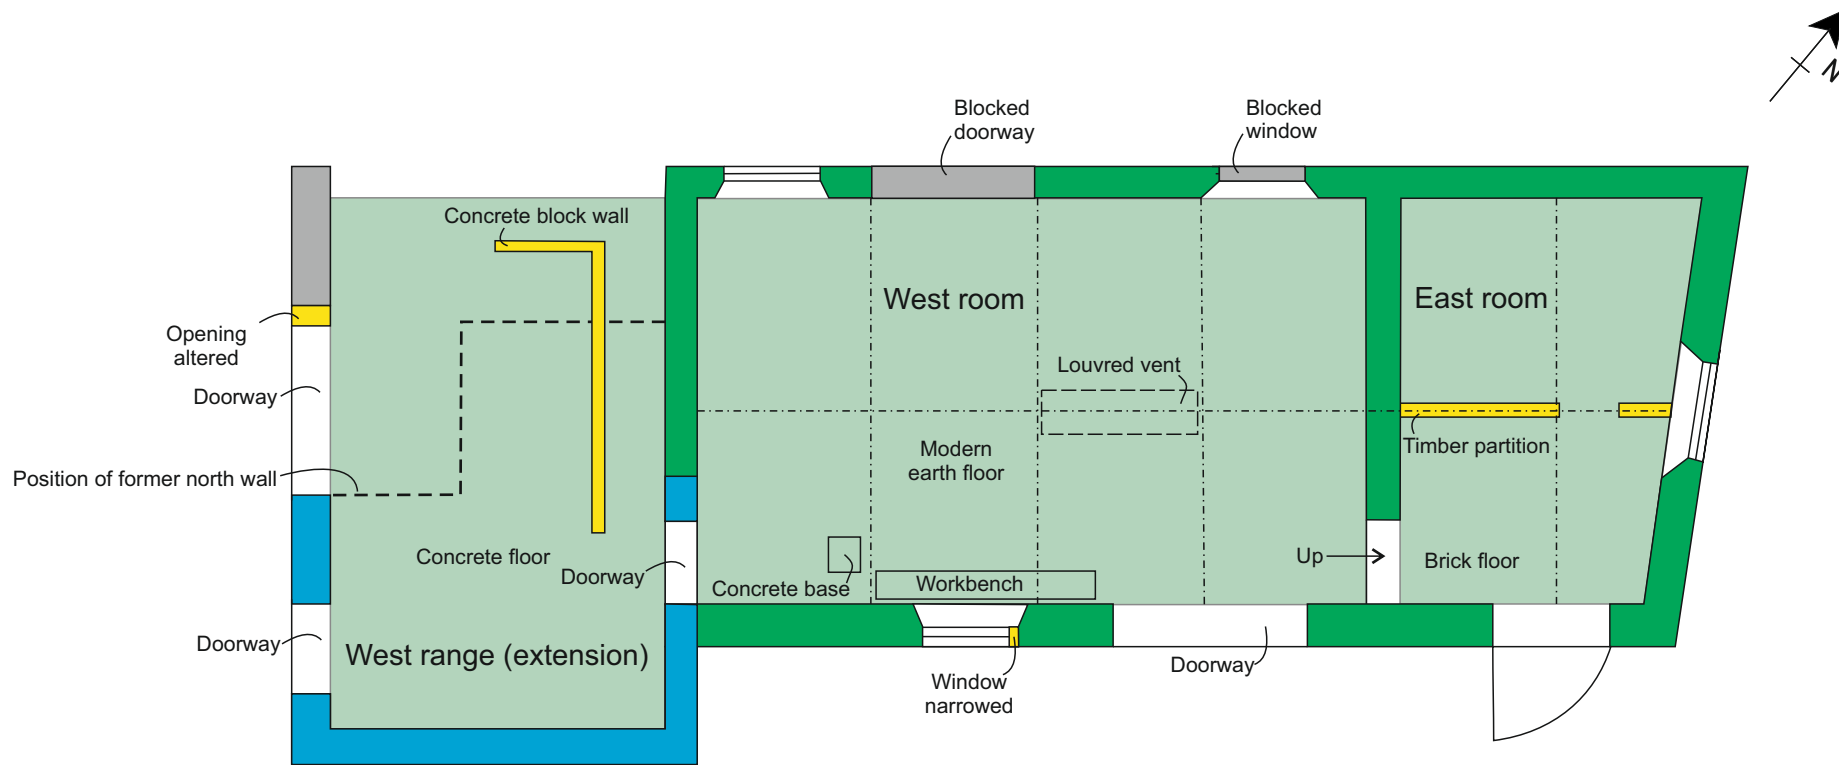 N
Blocked
doorway
Blocked
window
Concrete block wall
West room
East room
Opening
altered
Louvred vent
Doorway
Modern
earth floor
Timber partition
Position of former north wall
Concrete floor
Doorway
Up
Brick floor
Concrete base
Workbench
Doorway
West range (extension)
Doorway
Window
narrowed